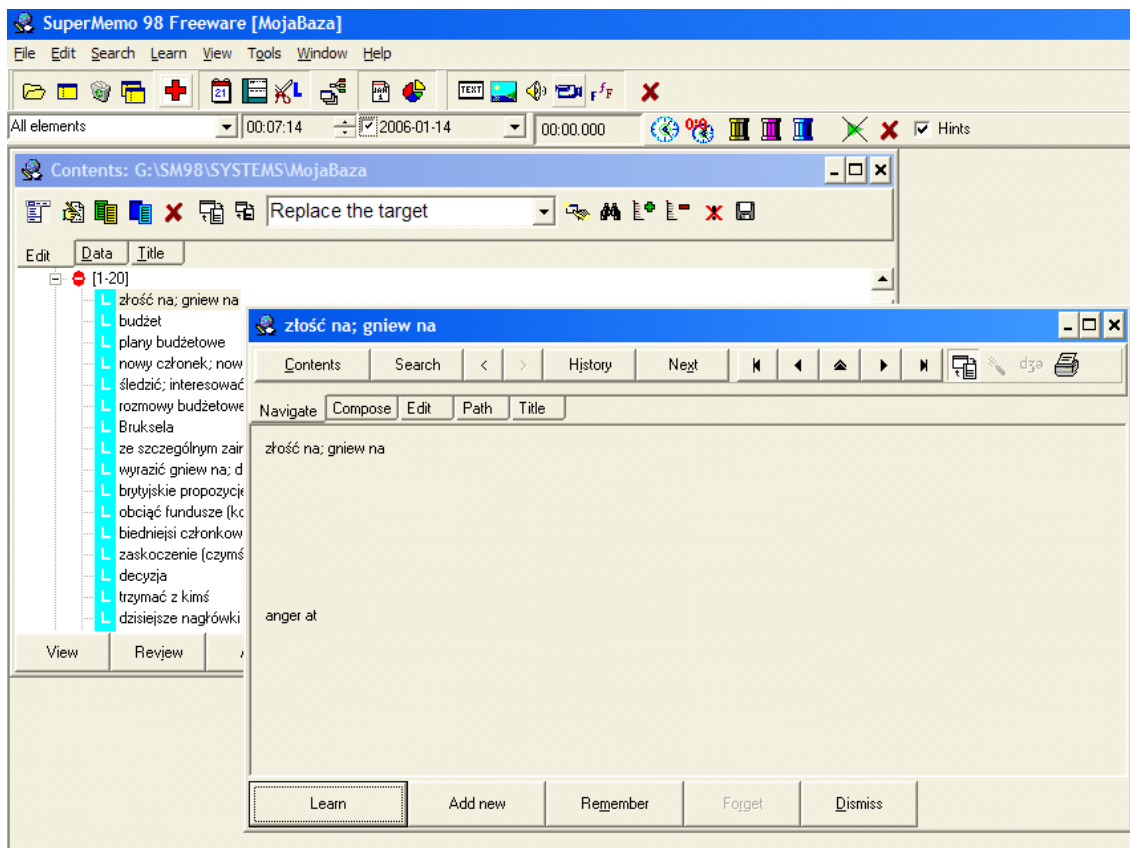 SuperMemo 98 Freeware [MojaBaza]
File Edit Search Learn View Tools Window Help
All elements 00:07:14 2006-01-14 00:00.000 Hints
Contents: G:\SM98\SYSTEMS\MojaBaza
Replace the target
Edit Data Title
[1-20]
złość na; gniew na
budżet
plany budżetowe
nowy członek; now
śledzić; interesować
rozmowy budżetowe
Bruksela
ze szczególnym zair
wyrazić gniew na; d
brytyjskie propozycje
obciąć fundusze (ko
biedniejsi członkow
zaskoczenie (czymś
decyzja
trzymać z kimś
dzisiejsze nagłówki
View Review
złość na; gniew na
Contents Search < > History Next dʒə
Navigate Compose Edit Path Title
złość na; gniew na
anger at
Learn Add new Remember Forget Dismiss